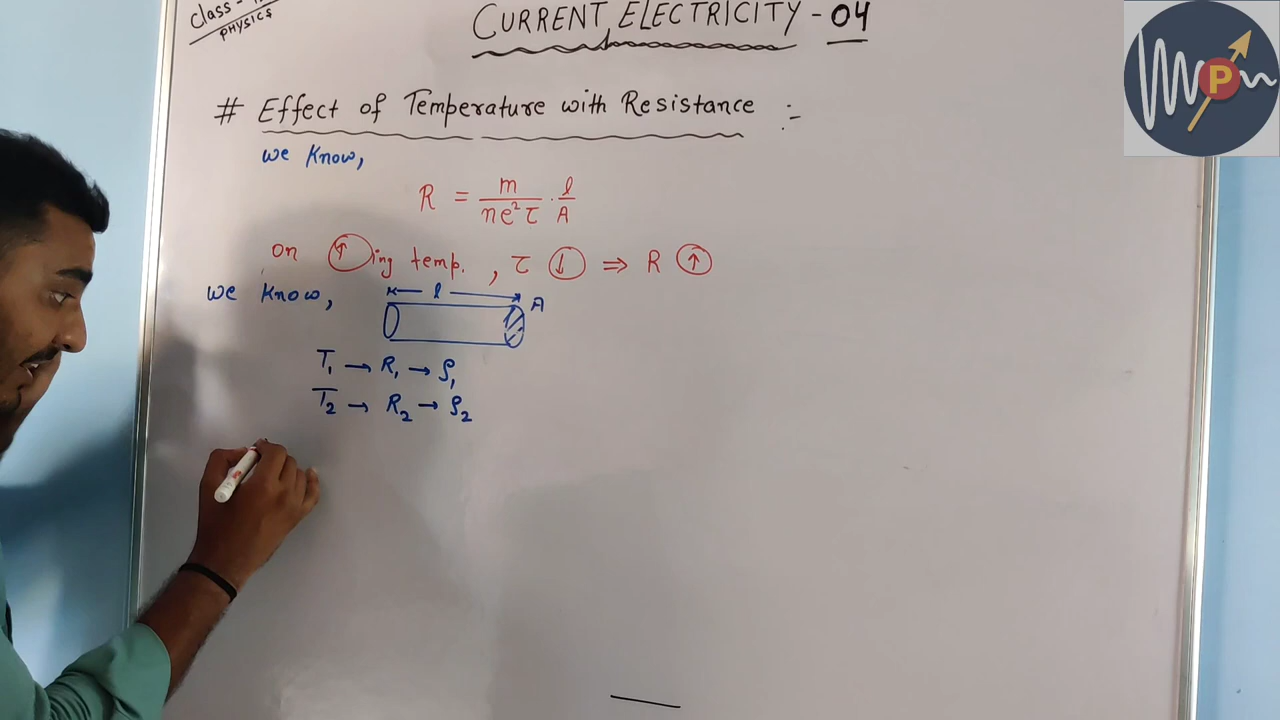 Class -
PHYSICS
CURRENT ELECTRICITY - 04
# Effect of Temperature with Resistance :-
we know,
R = m/ne²τ · l/A
on ↑ing temp. , τ ↓ ⇒ R ↑
we know,
l
A
T₁ → R₁ → ρ₁
T₂ → R₂ → ρ₂
P